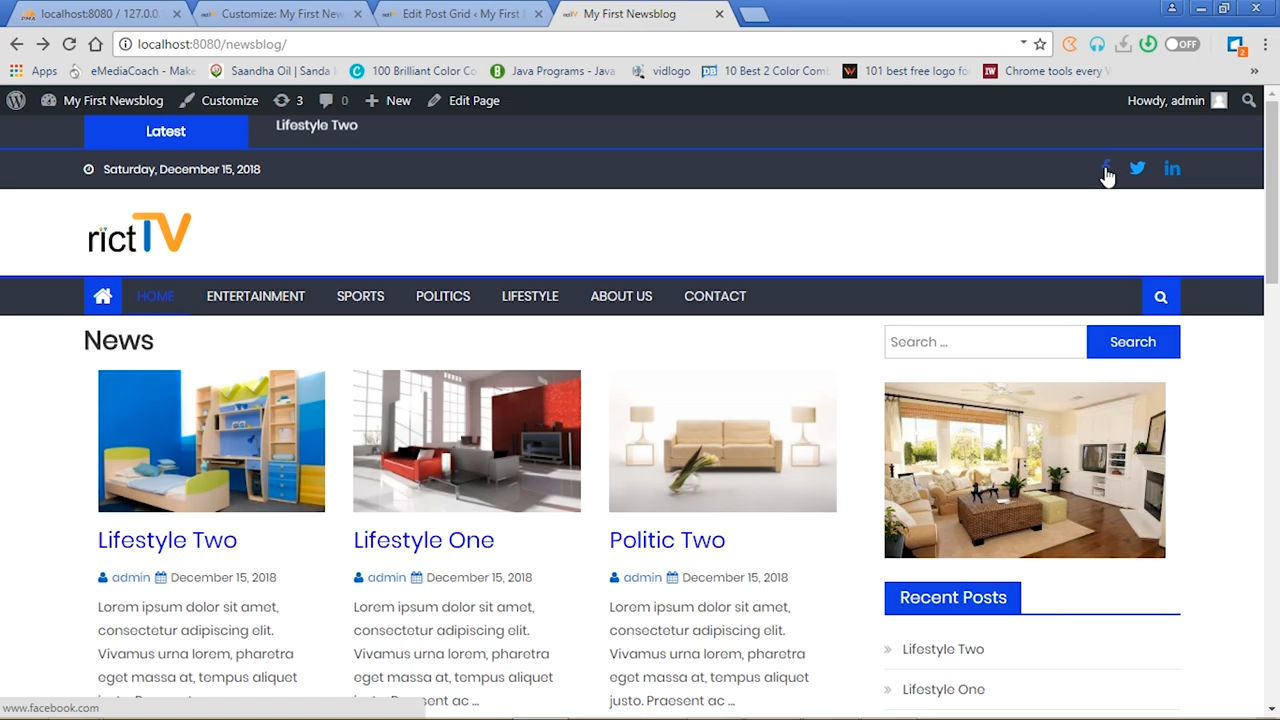 localhost:8080 / 127.0.0.
Customize: My First New
Edit Post Grid ‹ My First
My First Newsblog
localhost:8080/newsblog/
OFF
2
Apps
eMediaCoach - Make
Saandha Oil | Sanda
100 Brilliant Color Co
Java Programs - Java
vidlogo
10 Best 2 Color Comb
101 best free logo fo
Chrome tools every
»
My First Newsblog
Customize
3
0
New
Edit Page
Howdy, admin
Latest
Lifestyle Two
Saturday, December 15, 2018
rictTV
HOME
ENTERTAINMENT
SPORTS
POLITICS
LIFESTYLE
ABOUT US
CONTACT
News
Search ...
Search
Lifestyle Two
Lifestyle One
Politic Two
admin December 15, 2018
admin December 15, 2018
admin December 15, 2018
Lorem ipsum dolor sit amet,
consectetur adipiscing elit.
Vivamus urna lorem, pharetra
eget massa at, tempus aliquet
Lorem ipsum dolor sit amet,
consectetur adipiscing elit.
Vivamus urna lorem, pharetra
eget massa at, tempus aliquet
sent ac ...
Lorem ipsum dolor sit amet,
consectetur adipiscing elit.
Vivamus urna lorem, pharetra
eget massa at, tempus aliquet
justo. Praesent ac ...
Recent Posts
» Lifestyle Two
» Lifestyle One
www.facebook.com